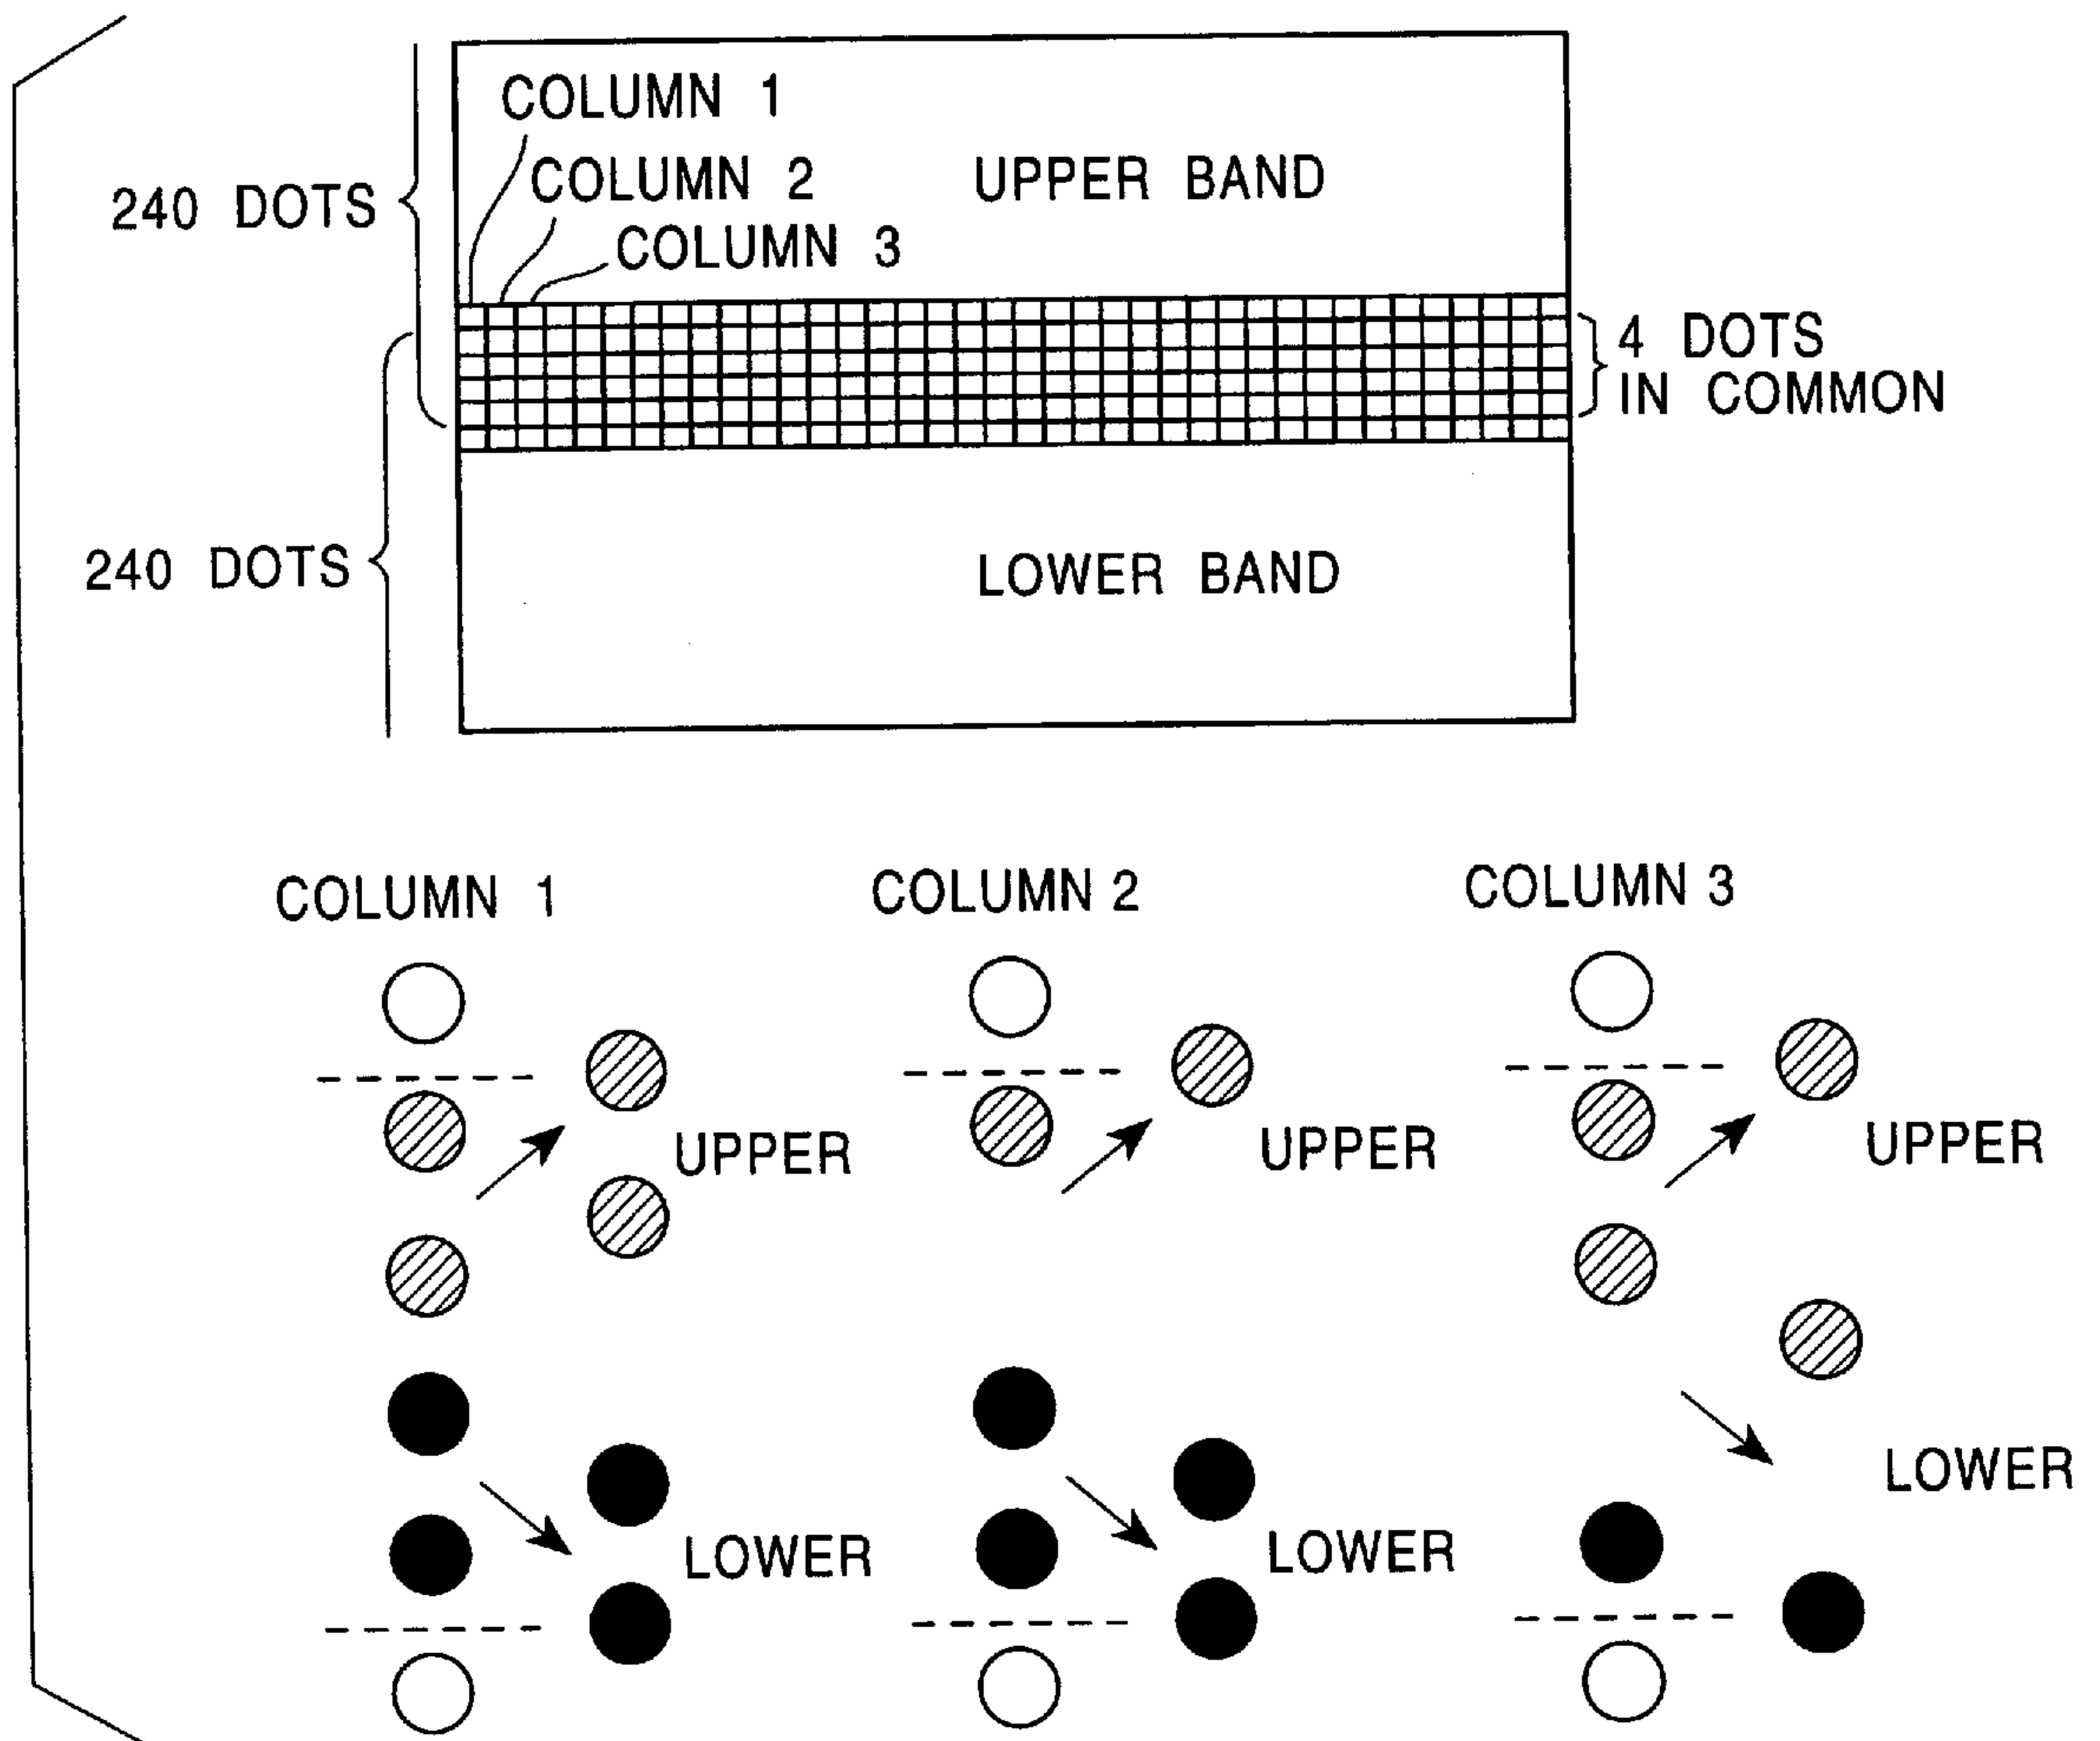 COLUMN 1
COLUMN 2
UPPER BAND
240 DOTS
COLUMN 3
4 DOTS
IN COMMON
240 DOTS
LOWER BAND
COLUMN 1
COLUMN 2
COLUMN 3
UPPER
UPPER
UPPER
LOWER
LOWER
LOWER